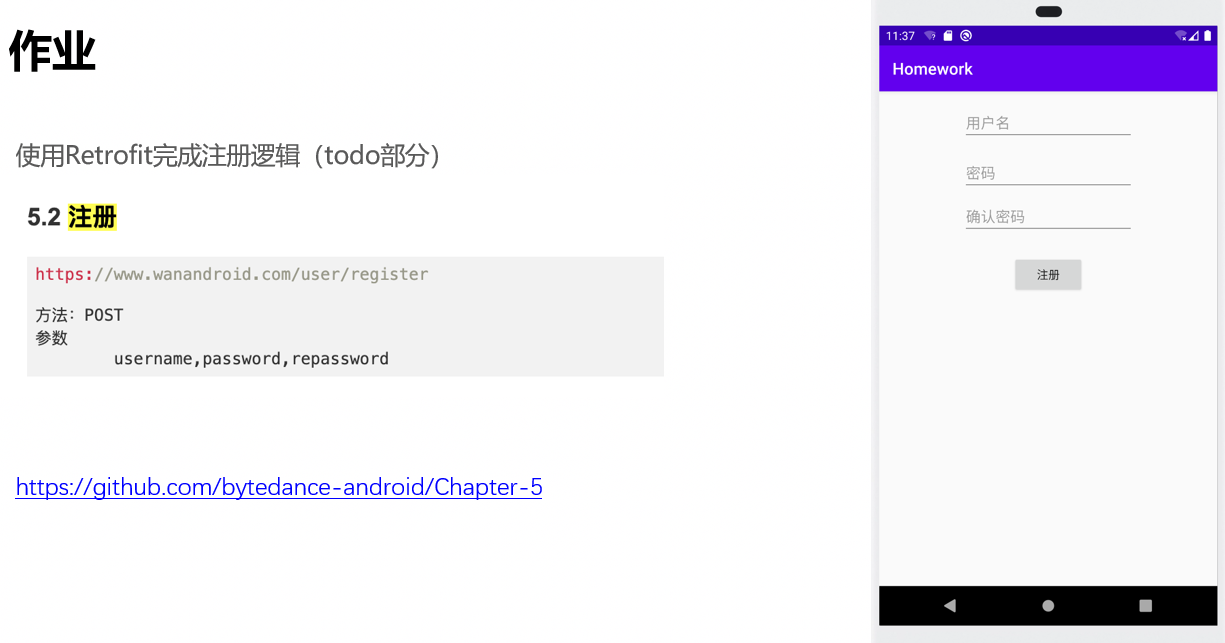 作业
使用Retrofit完成注册逻辑（todo部分）
5.2 注册
https://www.wanandroid.com/user/register
方法：POST
参数
username,password,repassword
https://github.com/bytedance-android/Chapter-5
11:37
Homework
用户名
密码
确认密码
注册